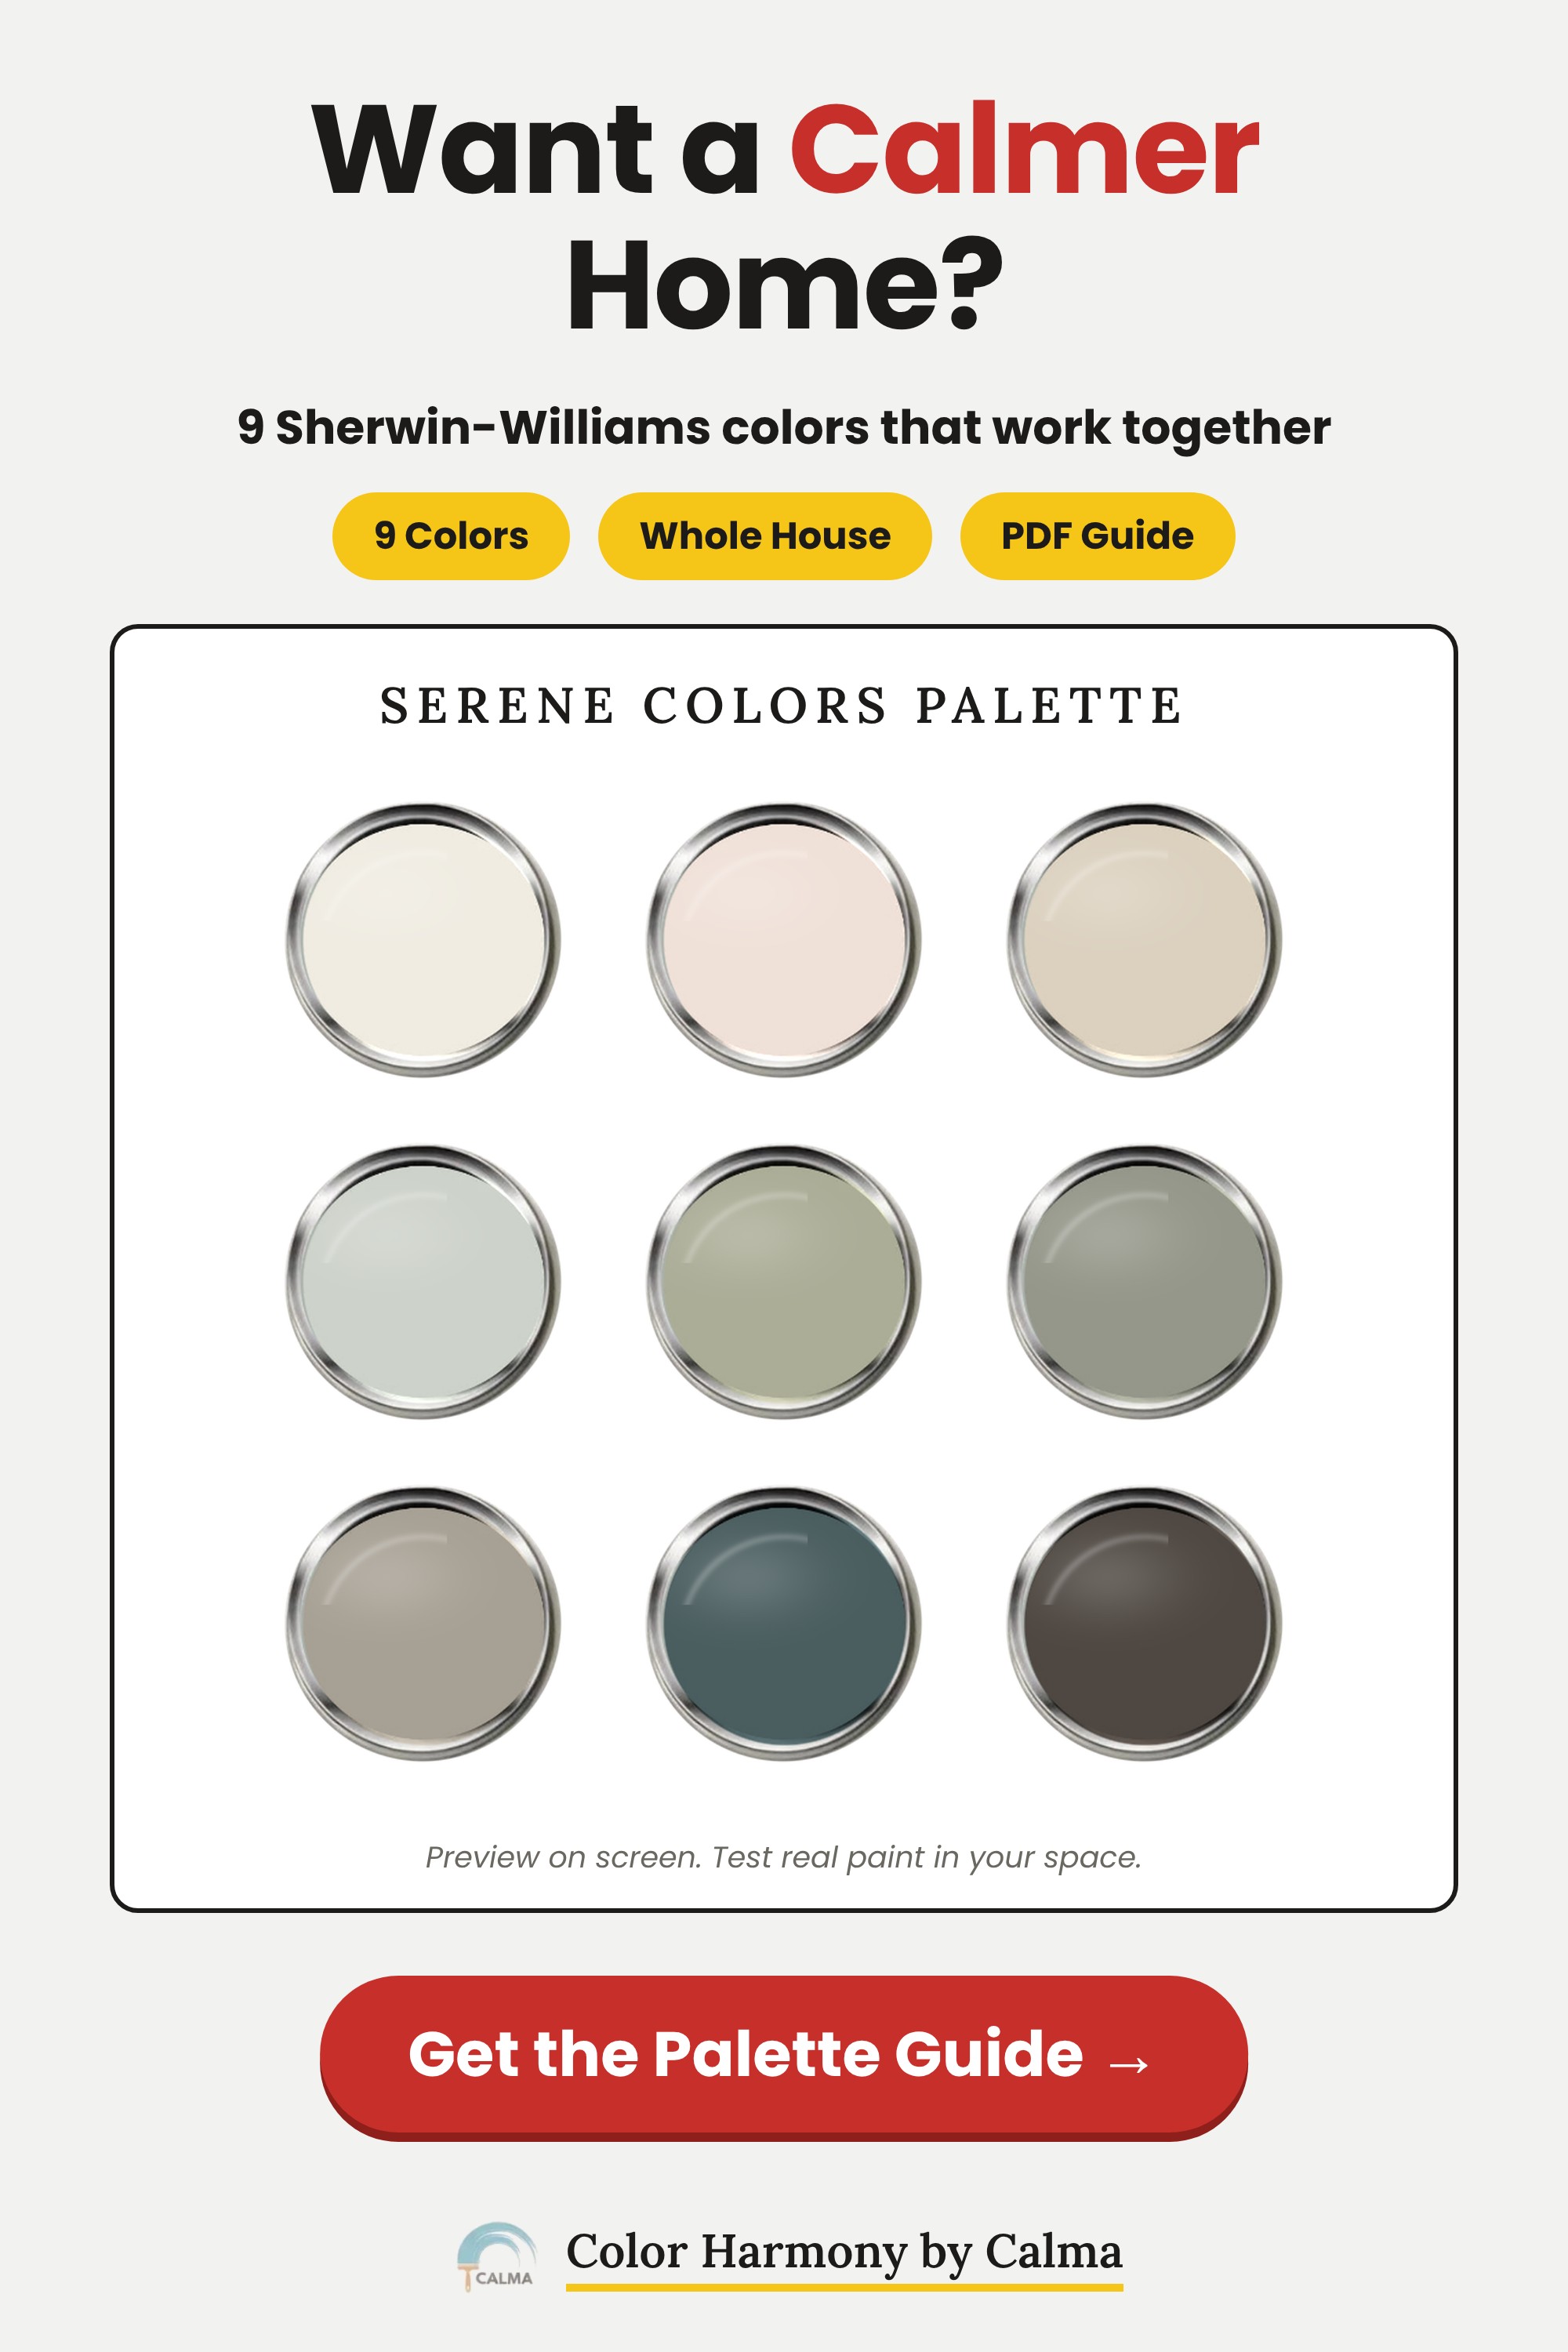 Want a Calmer
Home?
9 Sherwin-Williams colors that work together
9 Colors
Whole House
PDF Guide
SERENE COLORS PALETTE
Preview on screen. Test real paint in your space.
Get the Palette Guide →
CALMA
Color Harmony by Calma